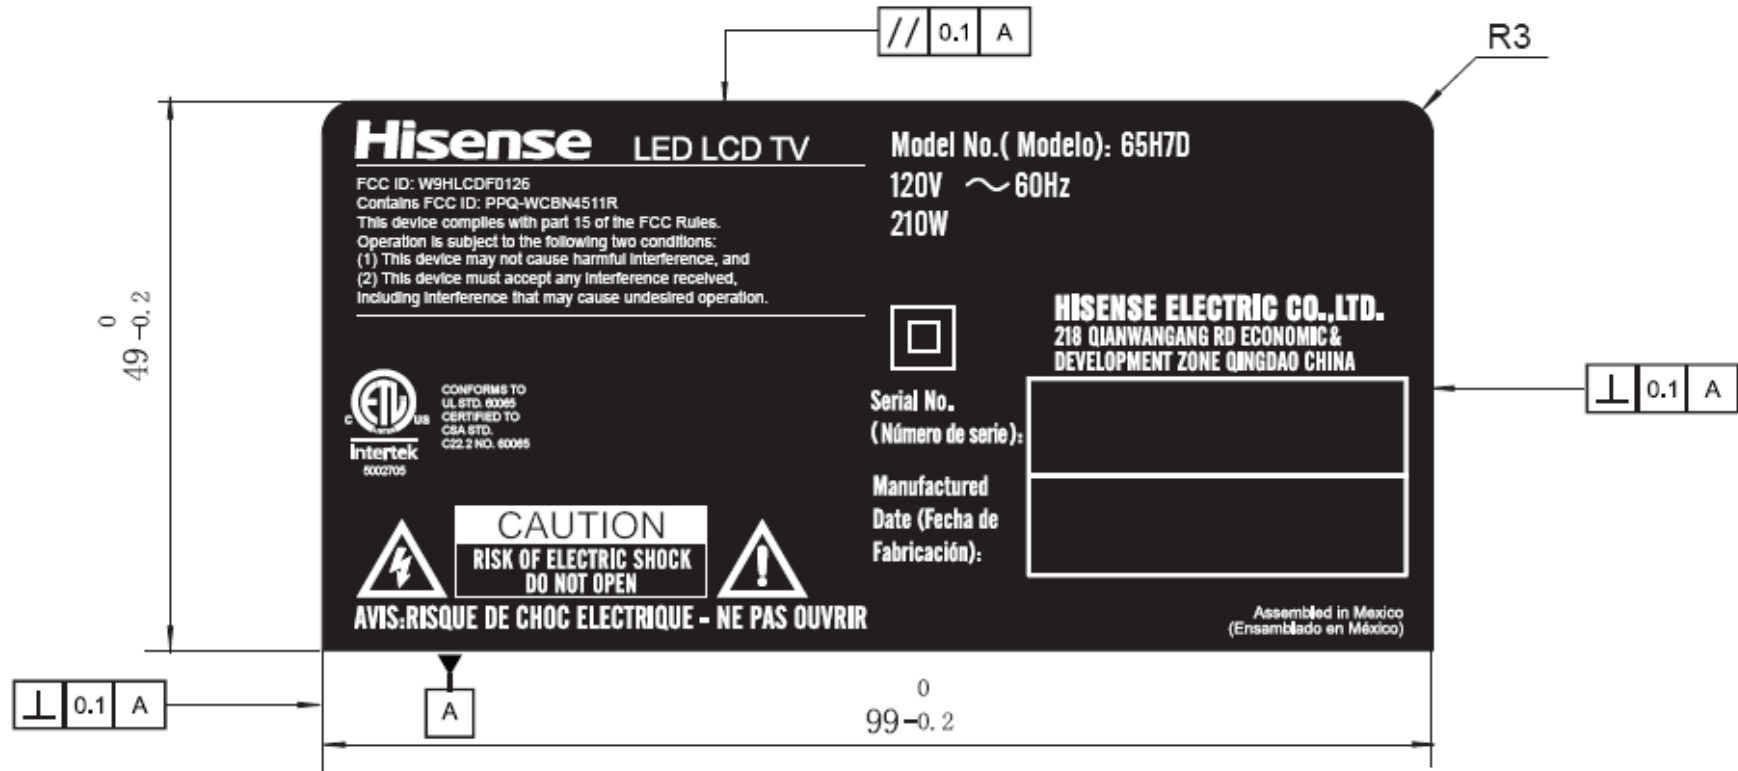 // 0.1 A
R3
Hisense LED LCD TV
FCC ID: W9HLCDF0126
Contains FCC ID: PPQ-WCBN4511R
This device complies with part 15 of the FCC Rules.
Operation is subject to the following two conditions:
(1) This device may not cause harmful interference, and
(2) This device must accept any interference received,
including interference that may cause undesired operation.
Model No.( Modelo): 65H7D
120V ～ 60Hz
210W
0
49-0.2
HISENSE ELECTRIC CO.,LTD.
218 QIANWANGANG RD ECONOMIC &
DEVELOPMENT ZONE QINGDAO CHINA
⊥ 0.1 A
C ETL US
Intertek
5002705
CONFORMS TO
UL STD. 60065
CERTIFIED TO
CSA STD.
C22.2 NO. 60065
Serial No.
(Número de serie):
Manufactured
Date (Fecha de
Fabricación):
CAUTION
RISK OF ELECTRIC SHOCK
DO NOT OPEN
AVIS:RISQUE DE CHOC ELECTRIQUE - NE PAS OUVRIR
Assembled in Mexico
(Ensamblado en México)
⊥ 0.1 A
A
0
99-0.2